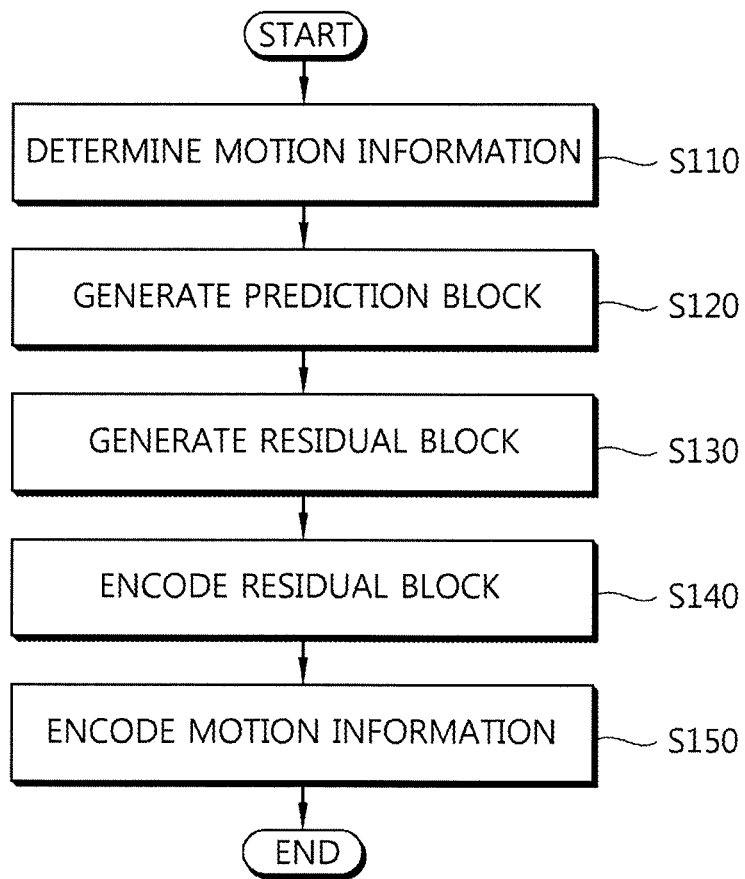 START
DETERMINE MOTION INFORMATION
S110
GENERATE PREDICTION BLOCK
S120
GENERATE RESIDUAL BLOCK
S130
ENCODE RESIDUAL BLOCK
S140
ENCODE MOTION INFORMATION
S150
END